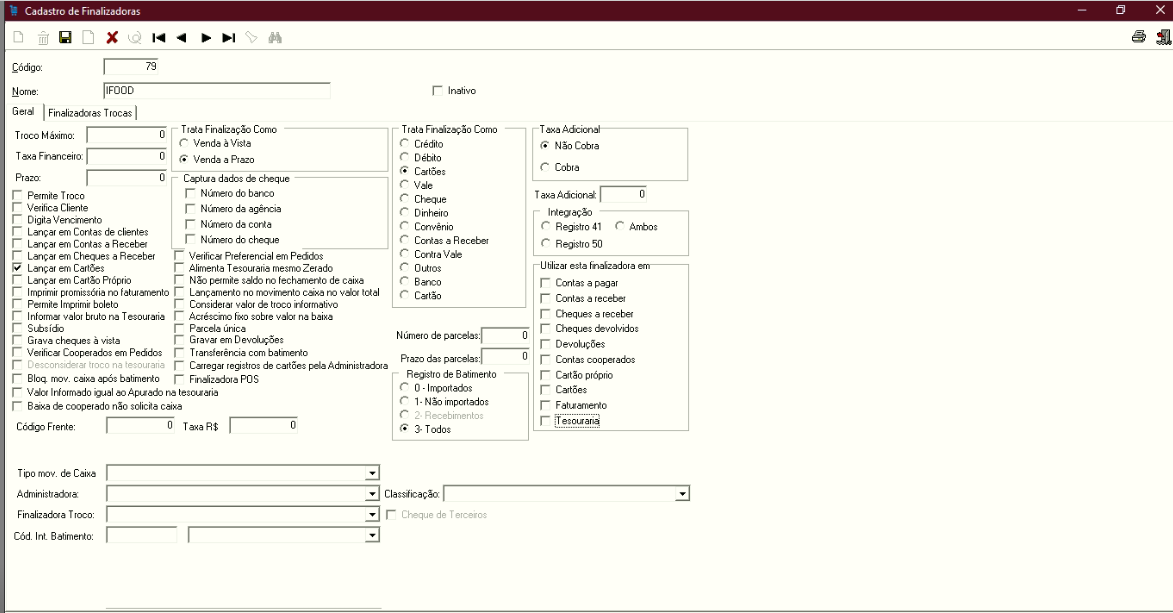 Cadastro de Finalizadoras
Código: 79
Nome: IFOOD
Inativo
Geral Finalizadoras Trocas
Troco Máximo: 0
Taxa Financeiro: 0
Prazo: 0
Permite Troco
Verifica Cliente
Digita Vencimento
Lançar em Contas de clientes
Lançar em Contas a Receber
Lançar em Cheques a Receber
Lançar em Cartões
Lançar em Cartão Próprio
Imprimir promissória no faturamento
Permite Imprimir boleto
Informar valor bruto na Tesouraria
Subsídio
Grava cheques à vista
Verificar Cooperados em Pedidos
Desconsiderar troco na tesouraria
Bloq. mov. caixa após batimento
Valor Informado igual ao Apurado na tesouraria
Baixa de cooperado não solicita caixa
Trata Finalização Como
Venda à Vista
Venda a Prazo
Captura dados de cheque
Número do banco
Número da agência
Número da conta
Número do cheque
Verificar Preferencial em Pedidos
Alimenta Tesouraria mesmo Zerado
Não permite saldo no fechamento de caixa
Lançamento no movimento caixa no valor total
Considerar valor de troco informativo
Acréscimo fixo sobre valor na baixa
Parcela única
Gravar em Devoluções
Transferência com batimento
Carregar registros de cartões pela Administradora
Finalizadora POS
Trata Finalização Como
Crédito
Débito
Cartões
Vale
Cheque
Dinheiro
Convênio
Contas a Receber
Contra Vale
Outros
Banco
Cartão
Número de parcelas: 0
Prazo das parcelas: 0
Registro de Batimento
0 - Importados
1- Não importados
2- Recebimentos
3- Todos
Taxa Adicional
Não Cobra
Cobra
Taxa Adicional: 0
Integração
Registro 41 Ambos
Registro 50
Utilizar esta finalizadora em
Contas a pagar
Contas a receber
Cheques a receber
Cheques devolvidos
Devoluções
Contas cooperados
Cartão próprio
Cartões
Faturamento
Tesouraria
Código Frente: 0 Taxa R$ 0
Tipo mov. de Caixa
Administradora: Classificação:
Finalizadora Troco: Cheque de Terceiros
Cód. Int. Batimento: